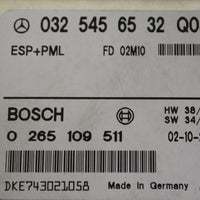 032 545 65 32 Q0
ESP+PML FD 02M10
BOSCH HW 38/
0 265 109 511 SW 34/
02-10-
DKE743021058 Made in Germany